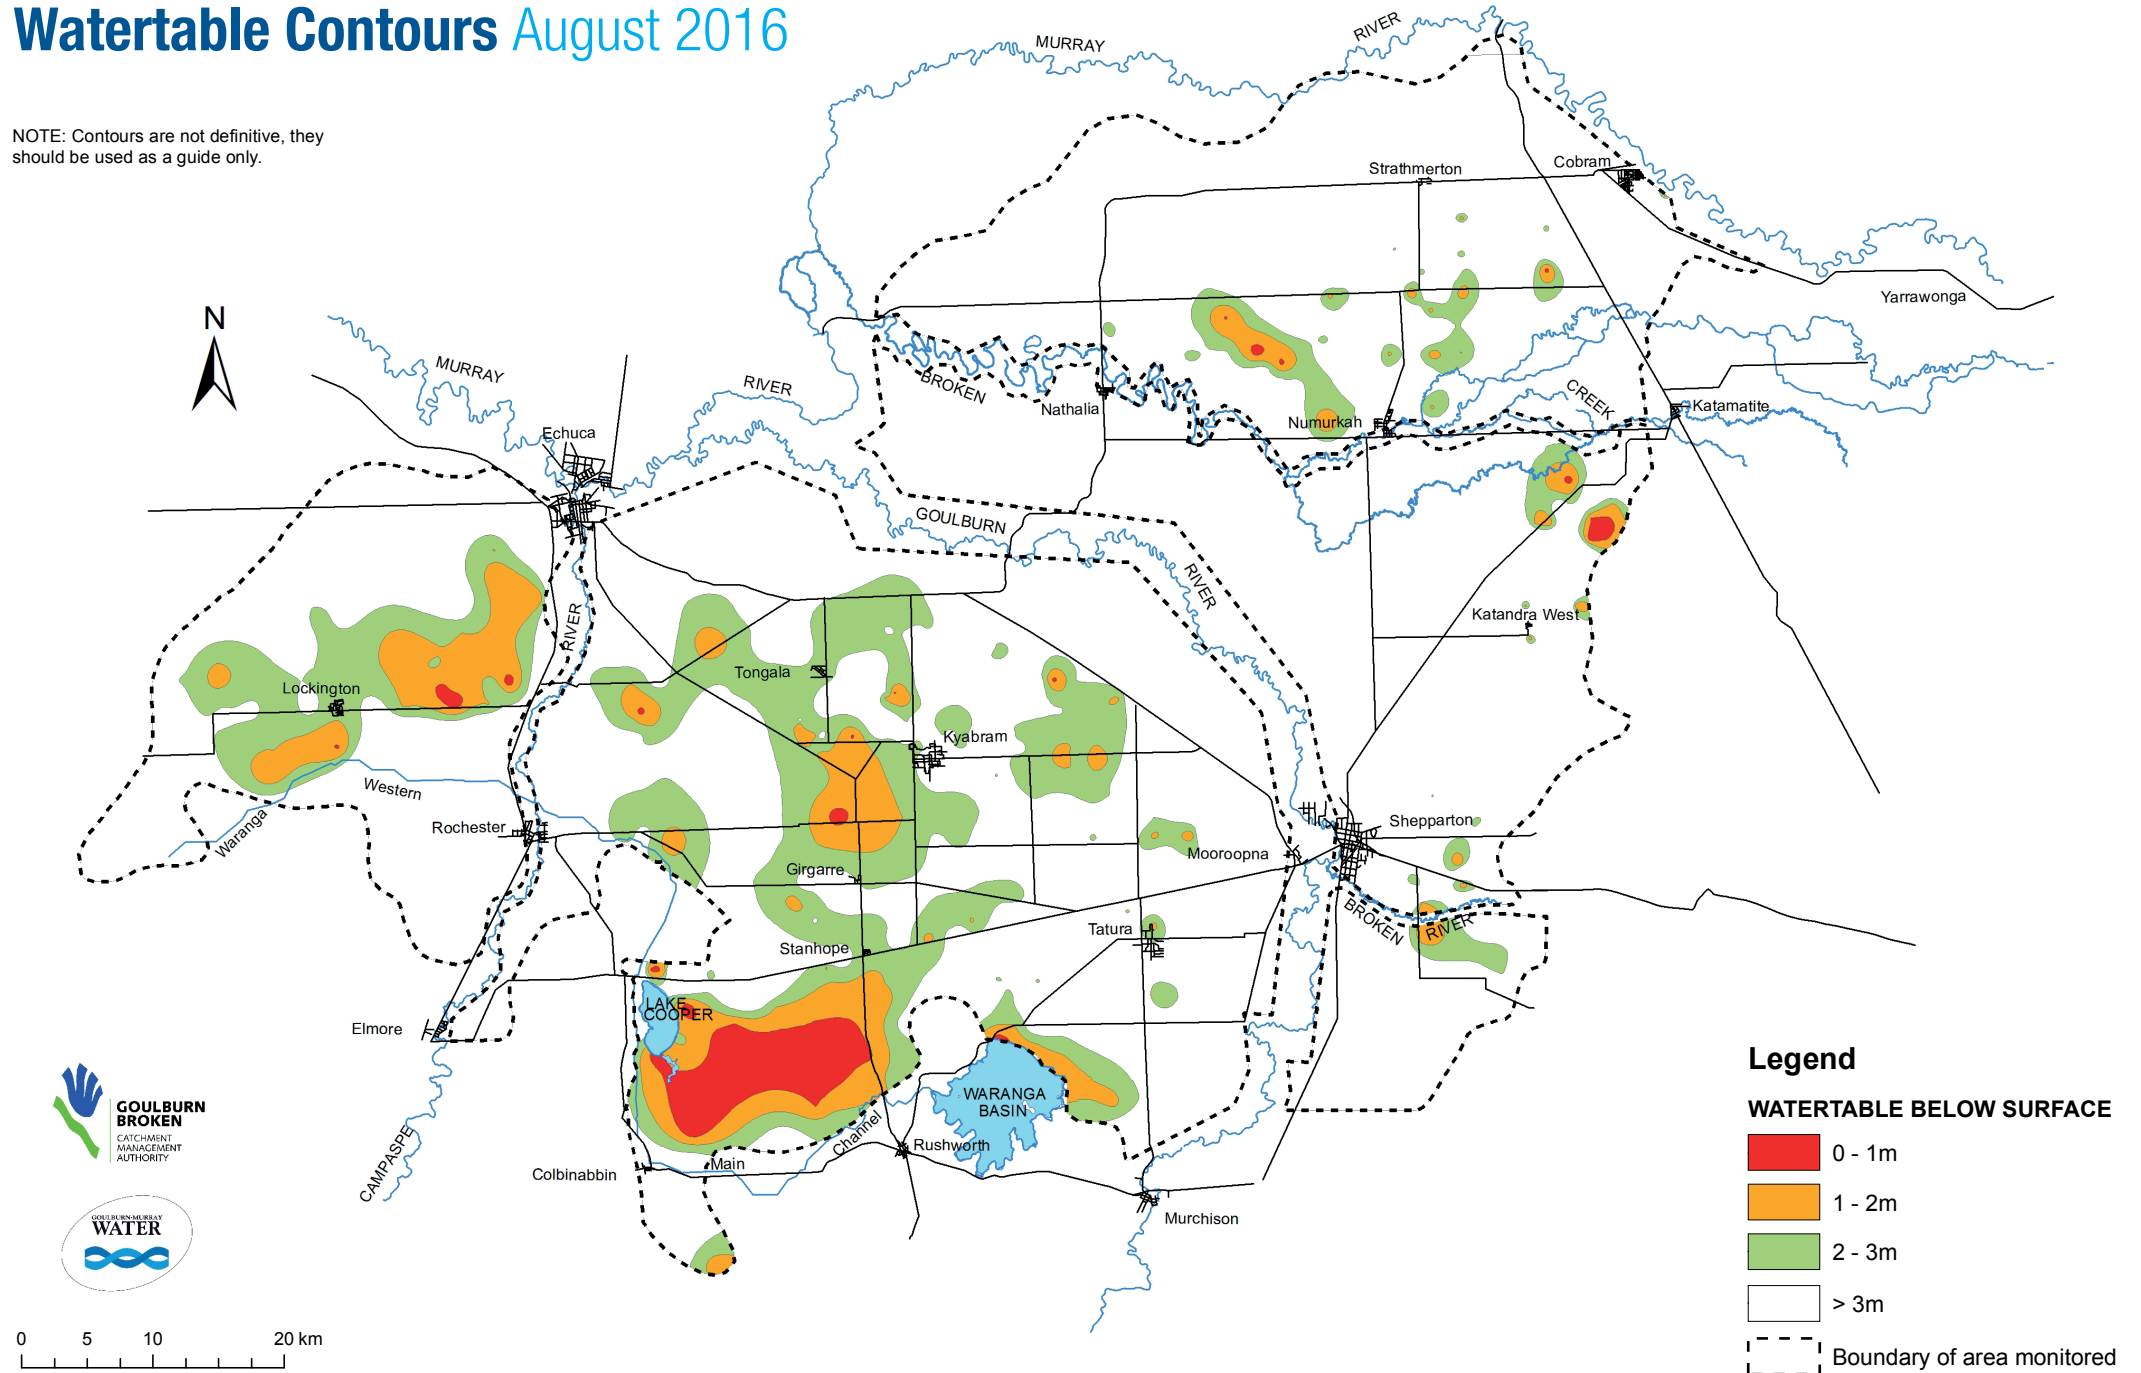 Watertable Contours August 2016
NOTE: Contours are not definitive, they
should be used as a guide only.
MURRAY
RIVER
Strathmerton
Cobram
Yarrawonga
N
MURRAY
RIVER
BROKEN
Nathalia
Numurkah
CREEK
Katamatite
Echuca
GOULBURN
RIVER
RIVER
Katandra West
Lockington
Tongala
Kyabram
Western
Waranga
Rochester
Girgarre
Shepparton
Mooroopna
BROKEN
RIVER
Stanhope
Tatura
LAKE
COOPER
Elmore
WARANGA
BASIN
CAMPASPE
Channel
Rushworth
Main
Colbinabbin
Murchison
GOULBURN
BROKEN
CATCHMENT
MANAGEMENT
AUTHORITY
GOULBURN-MURRAY
WATER
0 5 10 20 km
Legend
WATERTABLE BELOW SURFACE
0 - 1m
1 - 2m
2 - 3m
> 3m
Boundary of area monitored